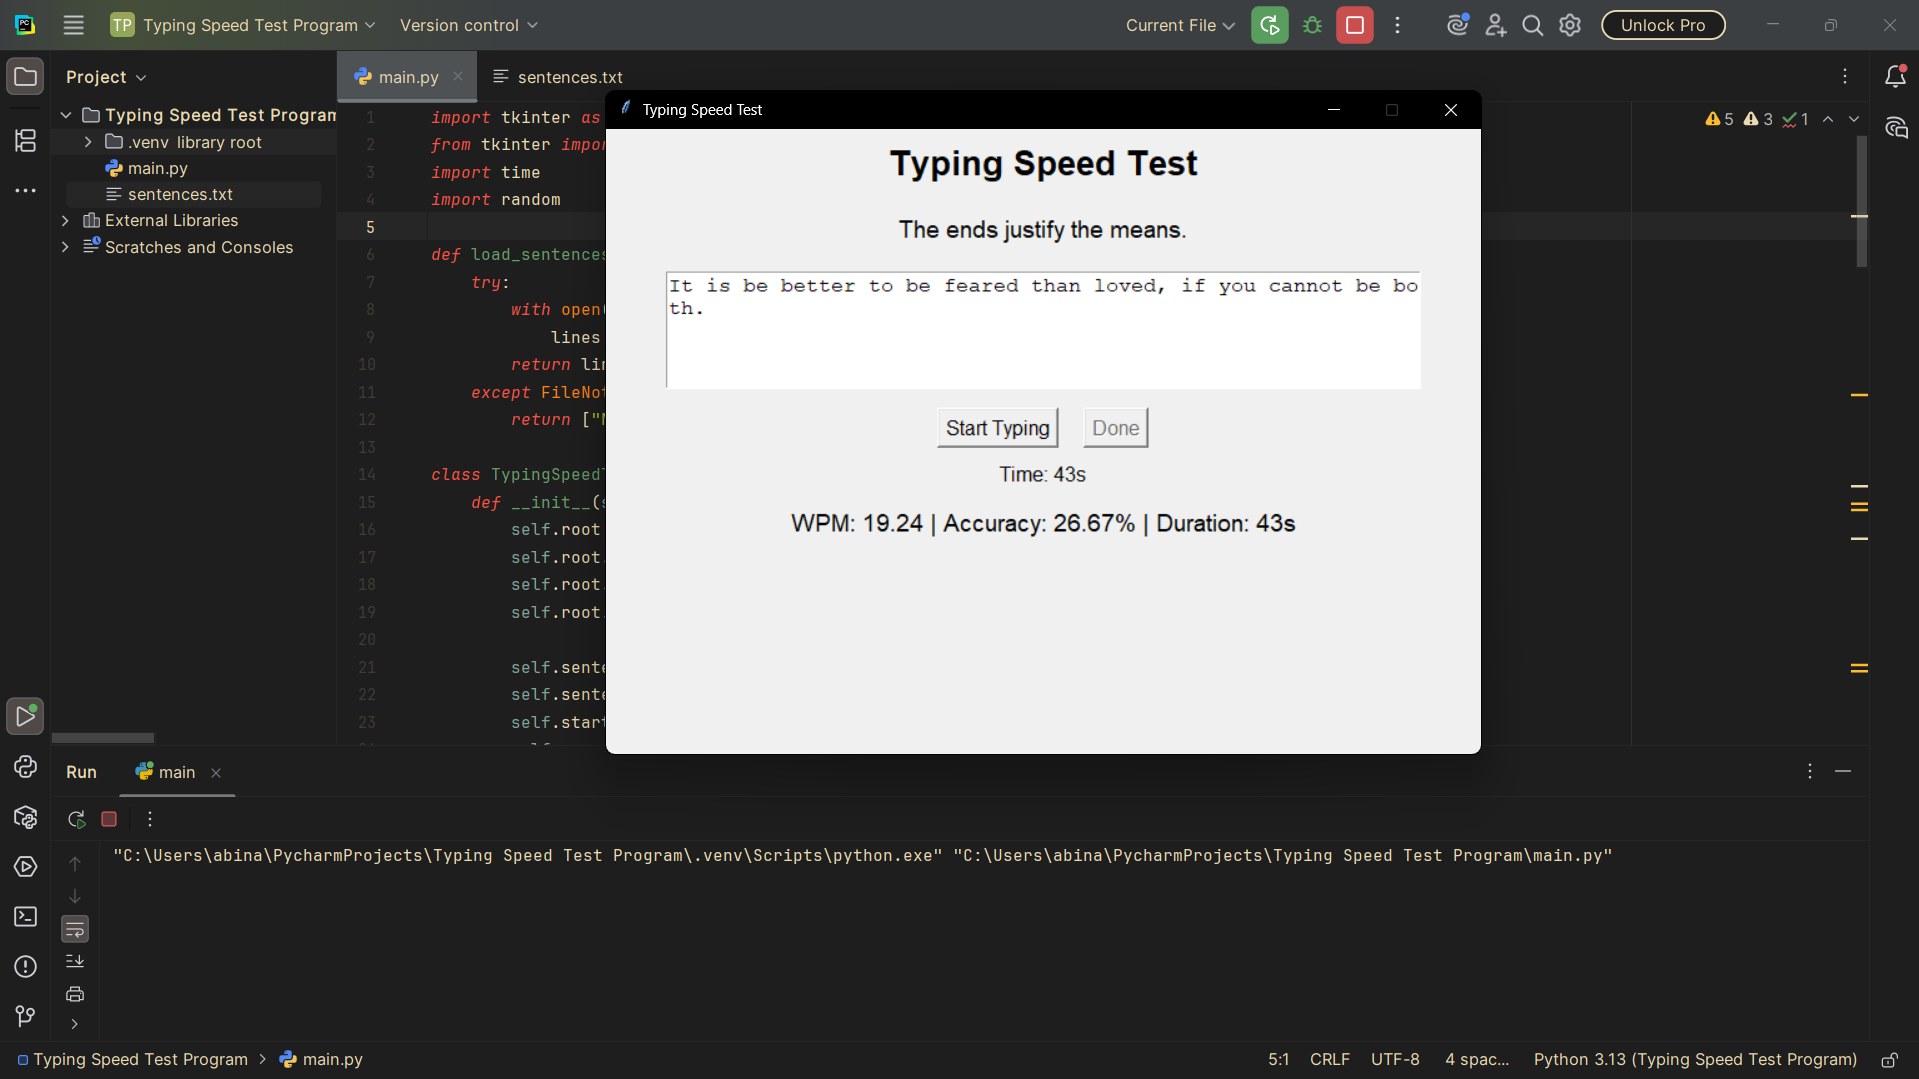 TP Typing Speed Test Program Version control Current File Unlock Pro
Project main.py sentences.txt
Typing Speed Test Program
.venv library root
main.py
sentences.txt
External Libraries
Scratches and Consoles
1 import tkinter as
2 from tkinter impor
3 import time
4 import random
5
6 def load_sentences
7 try:
8 with open(
9 lines
10 return lin
11 except FileNot
12 return ["N
13
14 class TypingSpeedT
15 def __init__(s
16 self.root
17 self.root.
18 self.root.
19 self.root.
20
21 self.sente
22 self.sente
23 self.start
5 3 1
Typing Speed Test
Typing Speed Test
The ends justify the means.
It is be better to be feared than loved, if you cannot be bo
th.
Start Typing Done
Time: 43s
WPM: 19.24 | Accuracy: 26.67% | Duration: 43s
Run main
"C:\Users\abina\PycharmProjects\Typing Speed Test Program\.venv\Scripts\python.exe" "C:\Users\abina\PycharmProjects\Typing Speed Test Program\main.py"
Typing Speed Test Program > main.py 5:1 CRLF UTF-8 4 spac... Python 3.13 (Typing Speed Test Program)